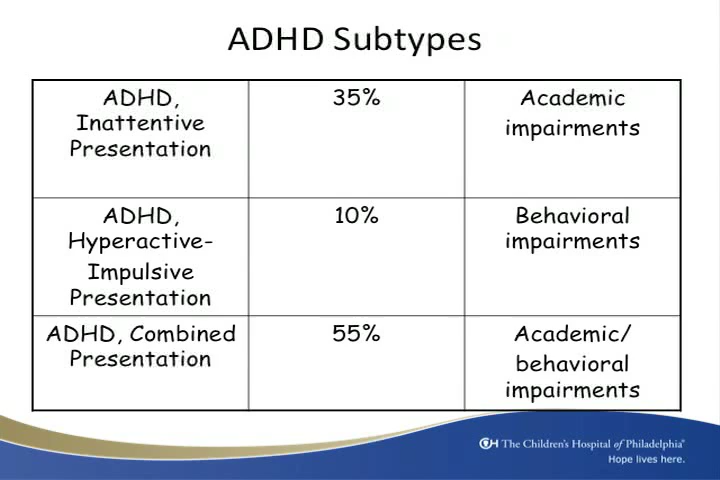 ADHD Subtypes
ADHD,
Inattentive
Presentation
35%
Academic
impairments
ADHD,
Hyperactive-
Impulsive
Presentation
10%
Behavioral
impairments
ADHD, Combined
Presentation
55%
Academic/
behavioral
impairments
CH The Children's Hospital of Philadelphia®
Hope lives here.